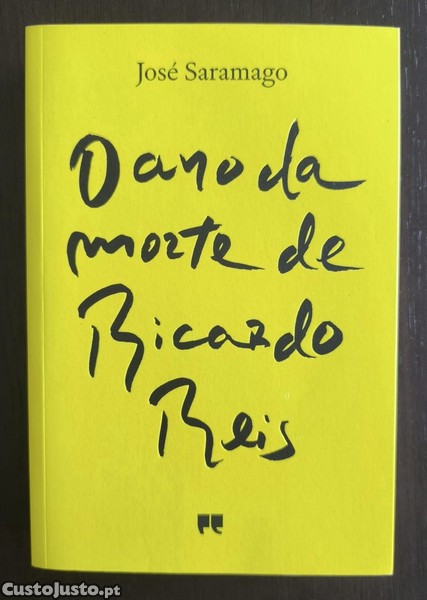 José Saramago
O ano da
morte de
Ricardo
Reis
CustoJusto.pt